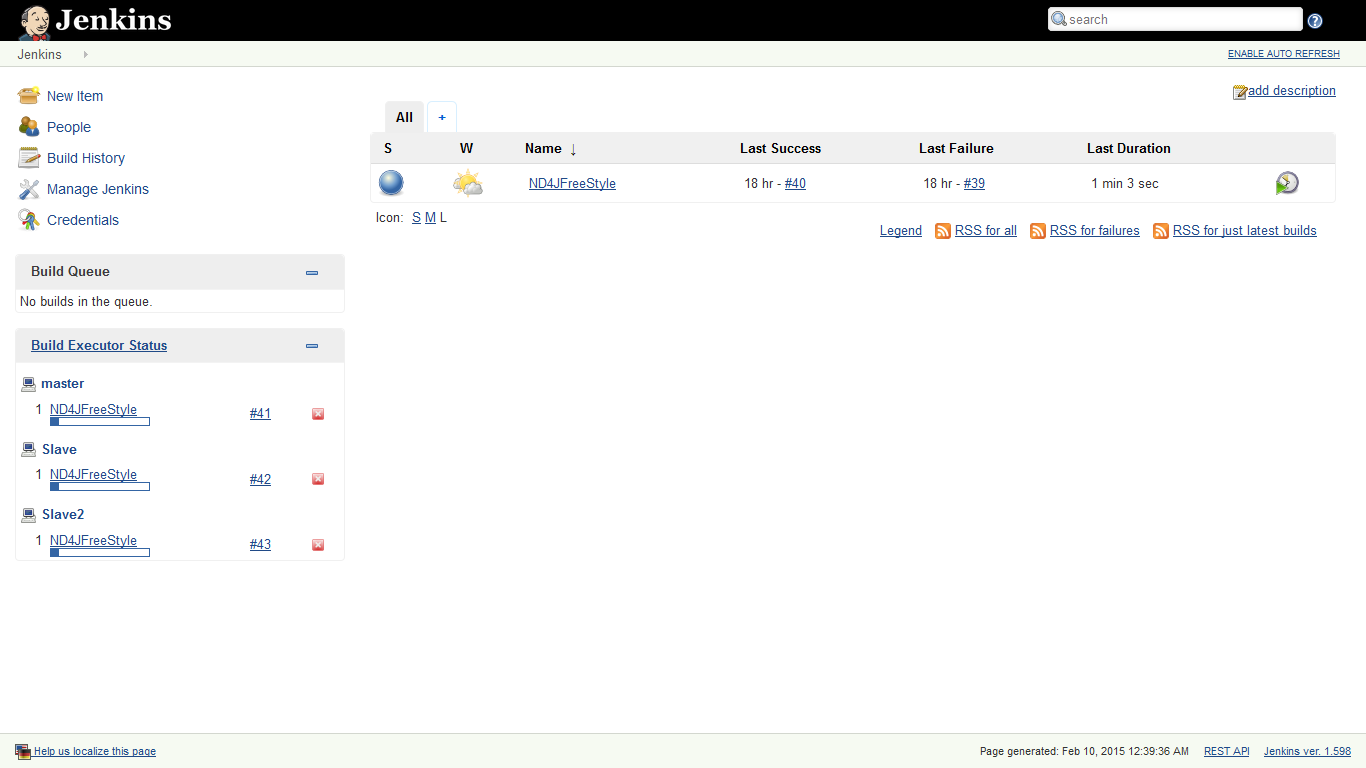 Jenkins
search
?
Jenkins
ENABLE AUTO REFRESH
New Item
People
Build History
Manage Jenkins
Credentials
Build Queue
No builds in the queue.
Build Executor Status
master
1 ND4JFreeStyle #41
Slave
1 ND4JFreeStyle #42
Slave2
1 ND4JFreeStyle #43
add description
All +
S W Name ↓ Last Success Last Failure Last Duration
ND4JFreeStyle 18 hr - #40 18 hr - #39 1 min 3 sec
Icon: S M L
Legend RSS for all RSS for failures RSS for just latest builds
Help us localize this page
Page generated: Feb 10, 2015 12:39:36 AM REST API Jenkins ver. 1.598